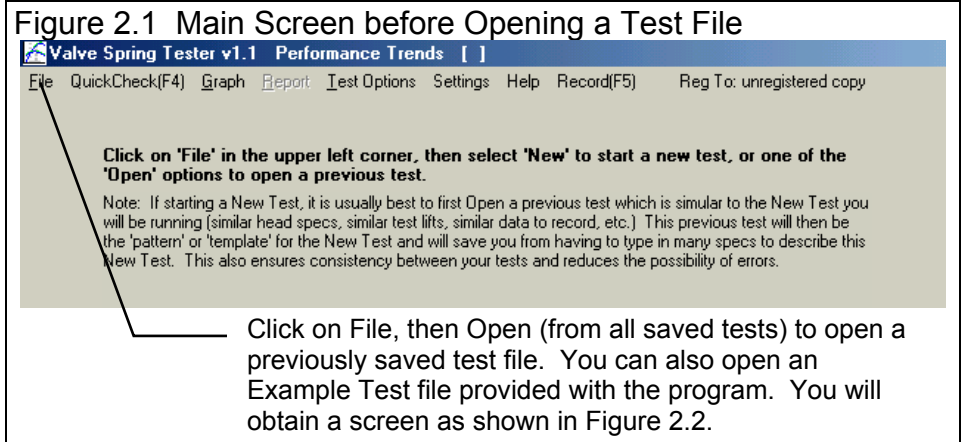 Figure 2.1  Main Screen before Opening a Test File
Valve Spring Tester v1.1   Performance Trends  [ ]
File  QuickCheck(F4)  Graph  Report  Test Options  Settings  Help  Record(F5)  Reg To: unregistered copy
Click on 'File' in the upper left corner, then select 'New' to start a new test, or one of the
'Open' options to open a previous test.
Note:  If starting a New Test, it is usually best to first Open a previous test which is simular to the New Test you
will be running (similar head specs, similar test lifts, similar data to record, etc.)  This previous test will then be
the 'pattern' or 'template' for the New Test and will save you from having to type in many specs to describe this
New Test.  This also ensures consistency between your tests and reduces the possibility of errors.
Click on File, then Open (from all saved tests) to open a
previously saved test file.  You can also open an
Example Test file provided with the program.  You will
obtain a screen as shown in Figure 2.2.